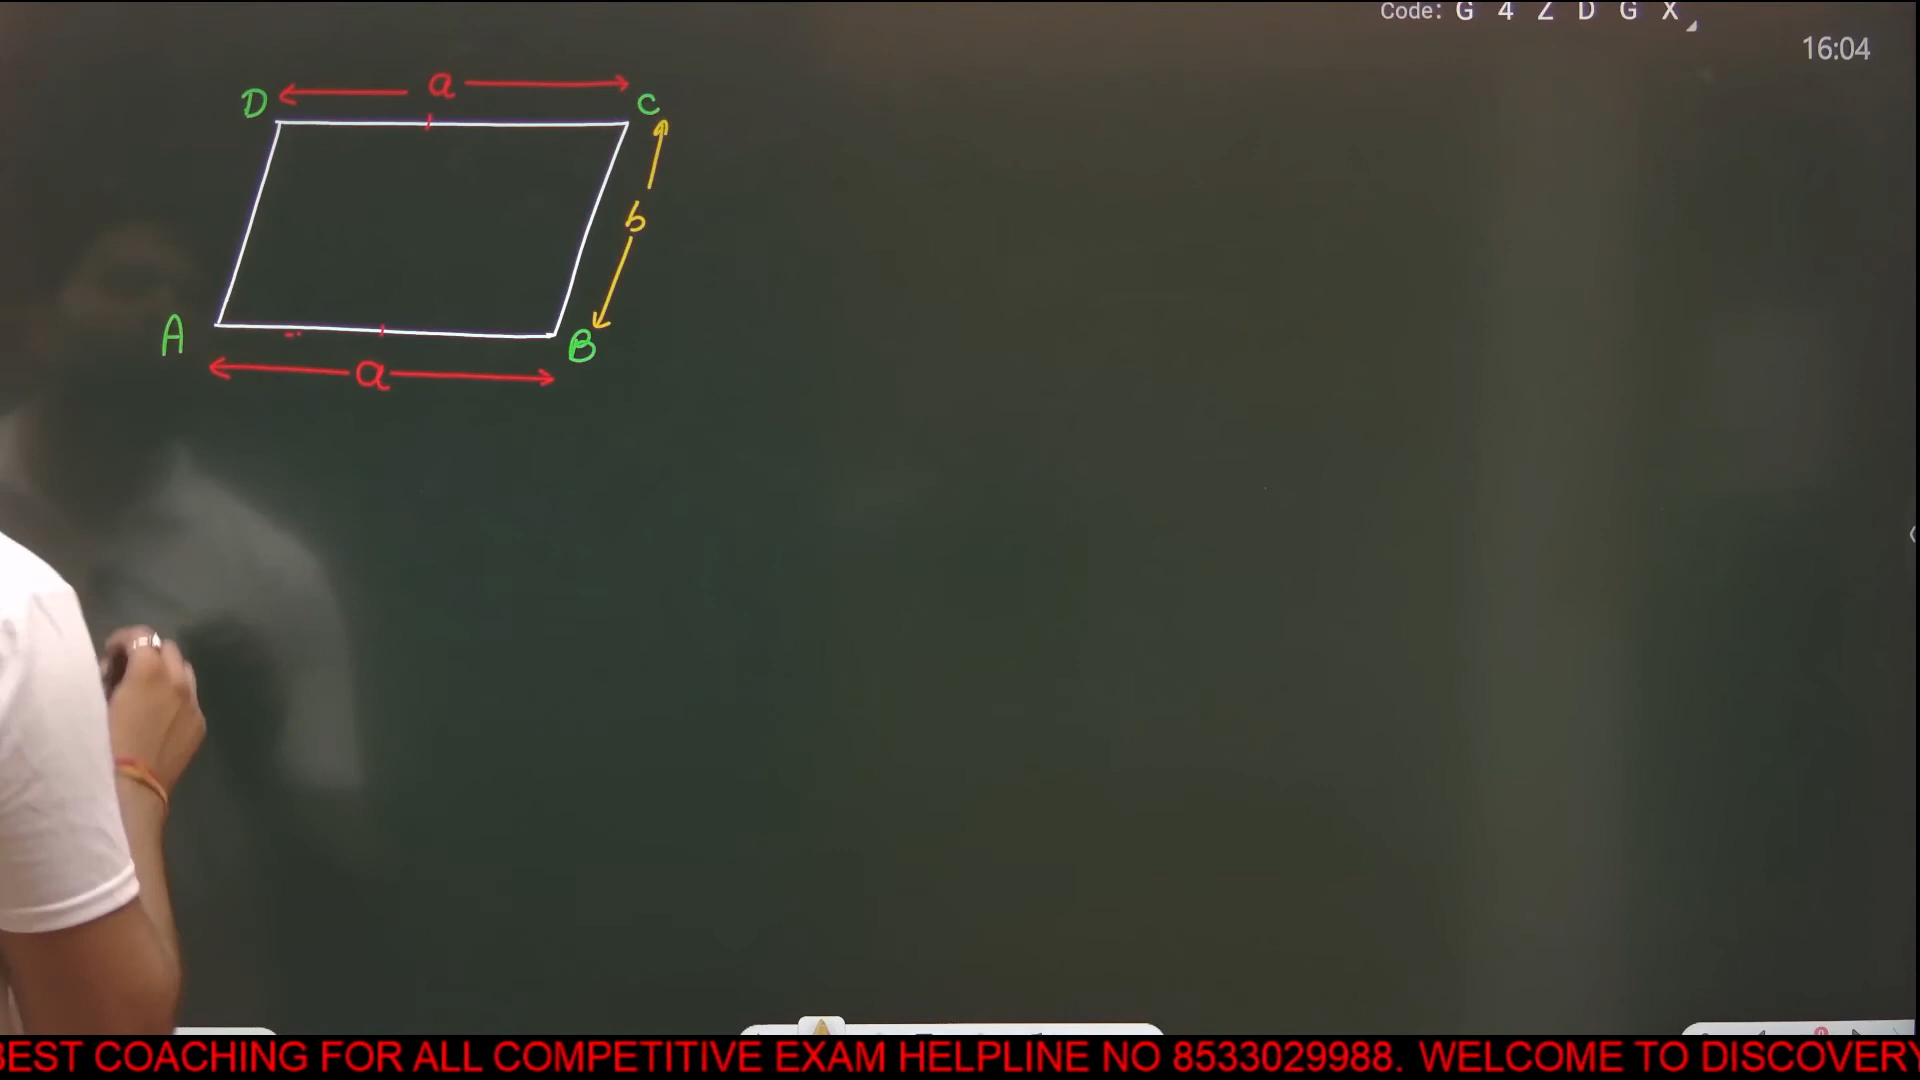 Code: G 4 Z D G X
16:04
D a C
b
A B
a
BEST COACHING FOR ALL COMPETITIVE EXAM HELPLINE NO 8533029988. WELCOME TO DISCOVERY